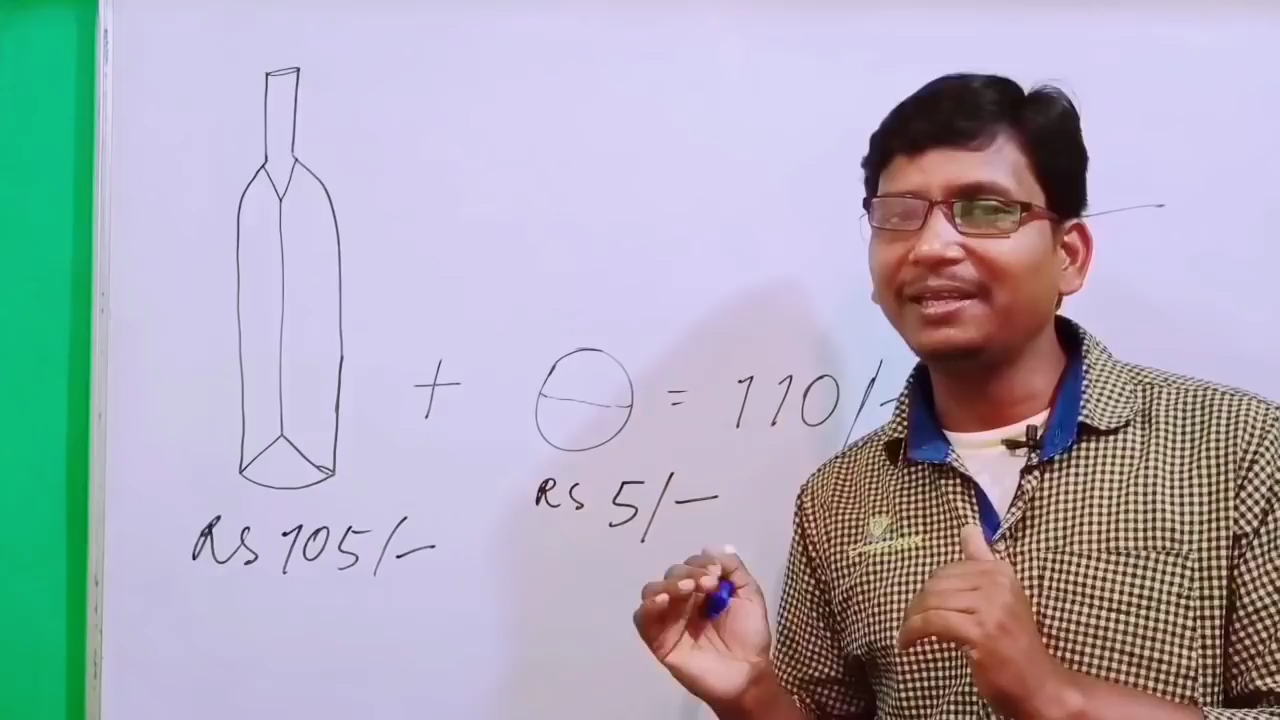 + = 110/-
RS 5/-
RS 105/-